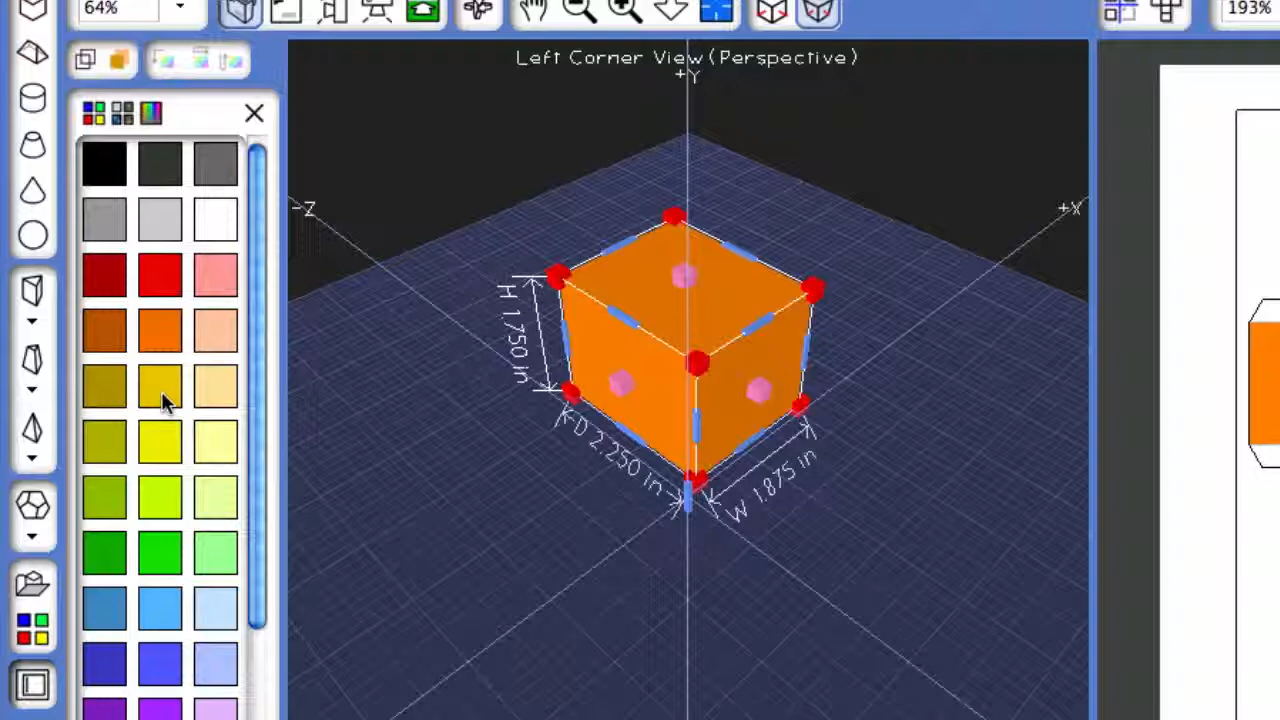 64%
193%
Left Corner View (Perspective)
+Y
-Z
+X
H 1.750 in
D 2.250 in
W 1.875 in